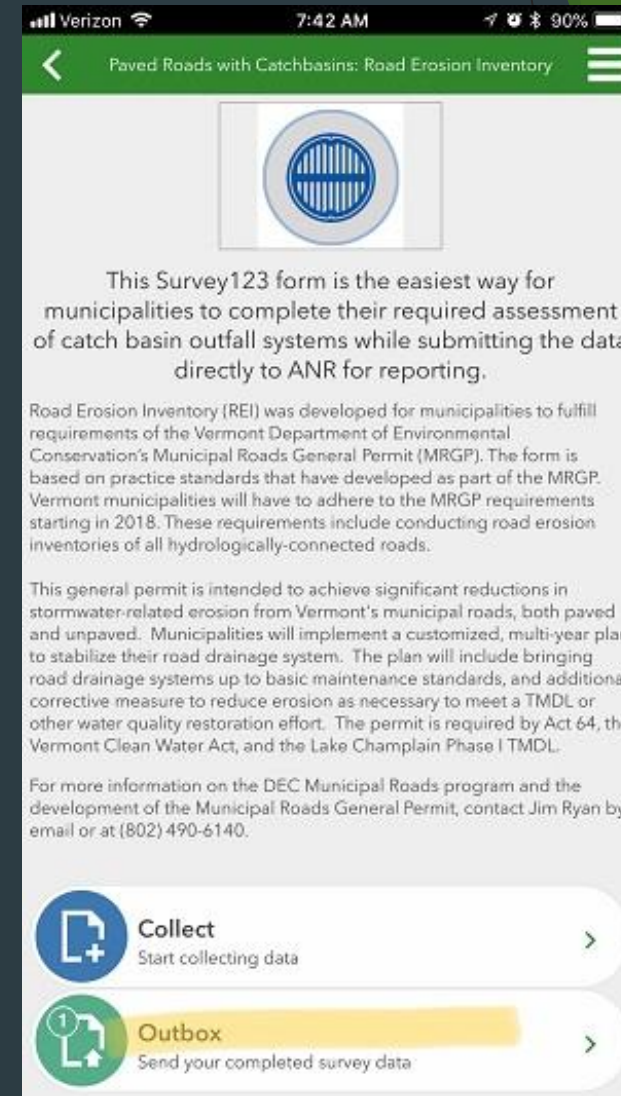 Verizon 7:42 AM 90%
Paved Roads with Catchbasins: Road Erosion Inventory
This Survey123 form is the easiest way for
municipalities to complete their required assessment
of catch basin outfall systems while submitting the data
directly to ANR for reporting.
Road Erosion Inventory (REI) was developed for municipalities to fulfill
requirements of the Vermont Department of Environmental
Conservation's Municipal Roads General Permit (MRGP). The form is
based on practice standards that have developed as part of the MRGP.
Vermont municipalities will have to adhere to the MRGP requirements
starting in 2018. These requirements include conducting road erosion
inventories of all hydrologically-connected roads.
This general permit is intended to achieve significant reductions in
stormwater-related erosion from Vermont's municipal roads, both paved
and unpaved. Municipalities will implement a customized, multi-year plan
to stabilize their road drainage system. The plan will include bringing
road drainage systems up to basic maintenance standards, and additiona
corrective measure to reduce erosion as necessary to meet a TMDL or
other water quality restoration effort. The permit is required by Act 64, th
Vermont Clean Water Act, and the Lake Champlain Phase I TMDL.
For more information on the DEC Municipal Roads program and the
development of the Municipal Roads General Permit, contact Jim Ryan by
email or at (802) 490-6140.
Collect
Start collecting data
1
Outbox
Send your completed survey data